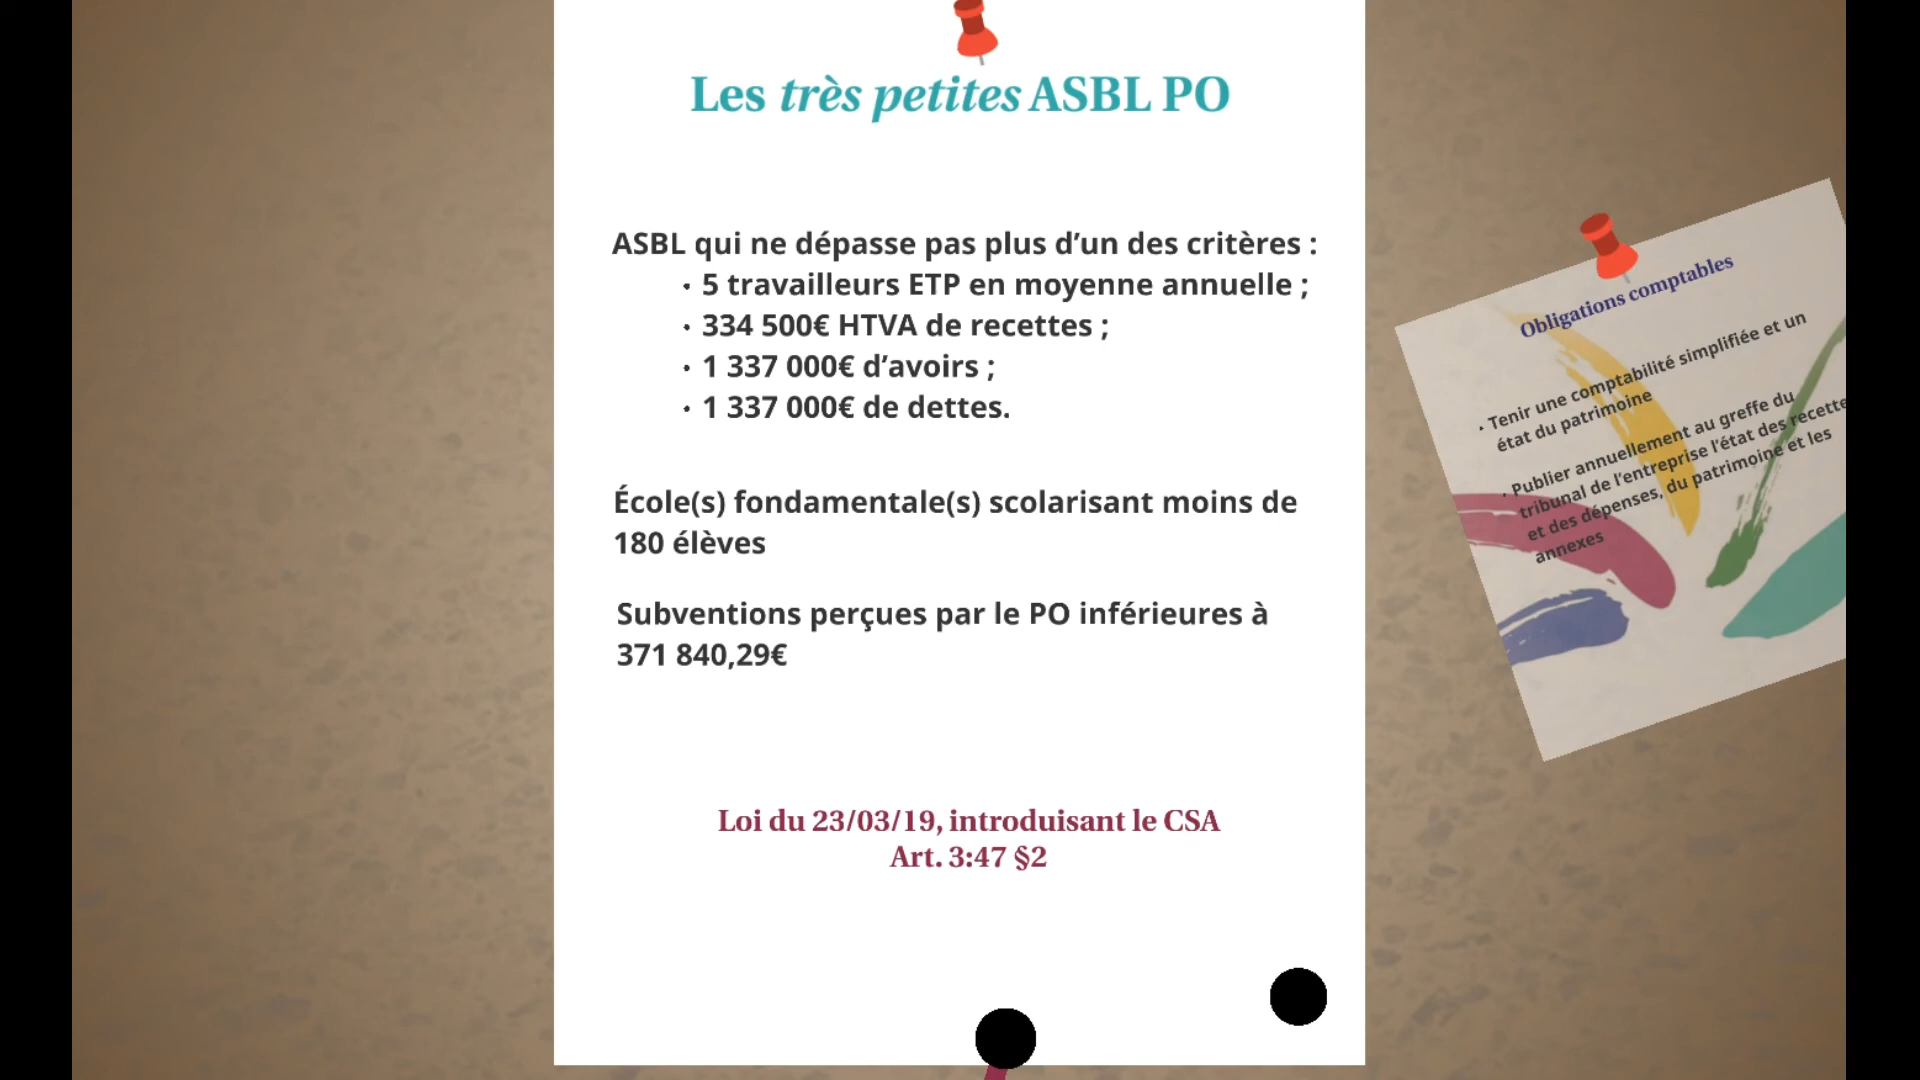 Les très petites ASBL PO
ASBL qui ne dépasse pas plus d’un des critères :
• 5 travailleurs ETP en moyenne annuelle ;
• 334 500€ HTVA de recettes ;
• 1 337 000€ d’avoirs ;
• 1 337 000€ de dettes.
École(s) fondamentale(s) scolarisant moins de
180 élèves
Subventions perçues par le PO inférieures à
371 840,29€
Loi du 23/03/19, introduisant le CSA
Art. 3:47 §2
Obligations comptables
• Tenir une comptabilité simplifiée et un
état du patrimoine
• Publier annuellement au greffe du
tribunal de l’entreprise l’état des recette
et des dépenses, du patrimoine et les
annexes